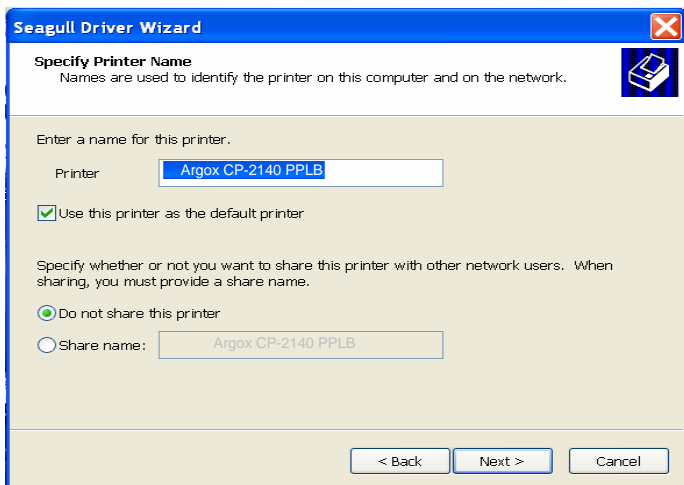 Seagull Driver Wizard
Specify Printer Name
Names are used to identify the printer on this computer and on the network.
Enter a name for this printer.
Printer
Argox CP-2140 PPLB
Use this printer as the default printer
Specify whether or not you want to share this printer with other network users.  When
sharing, you must provide a share name.
Do not share this printer
Share name:
Argox CP-2140 PPLB
< Back
Next >
Cancel